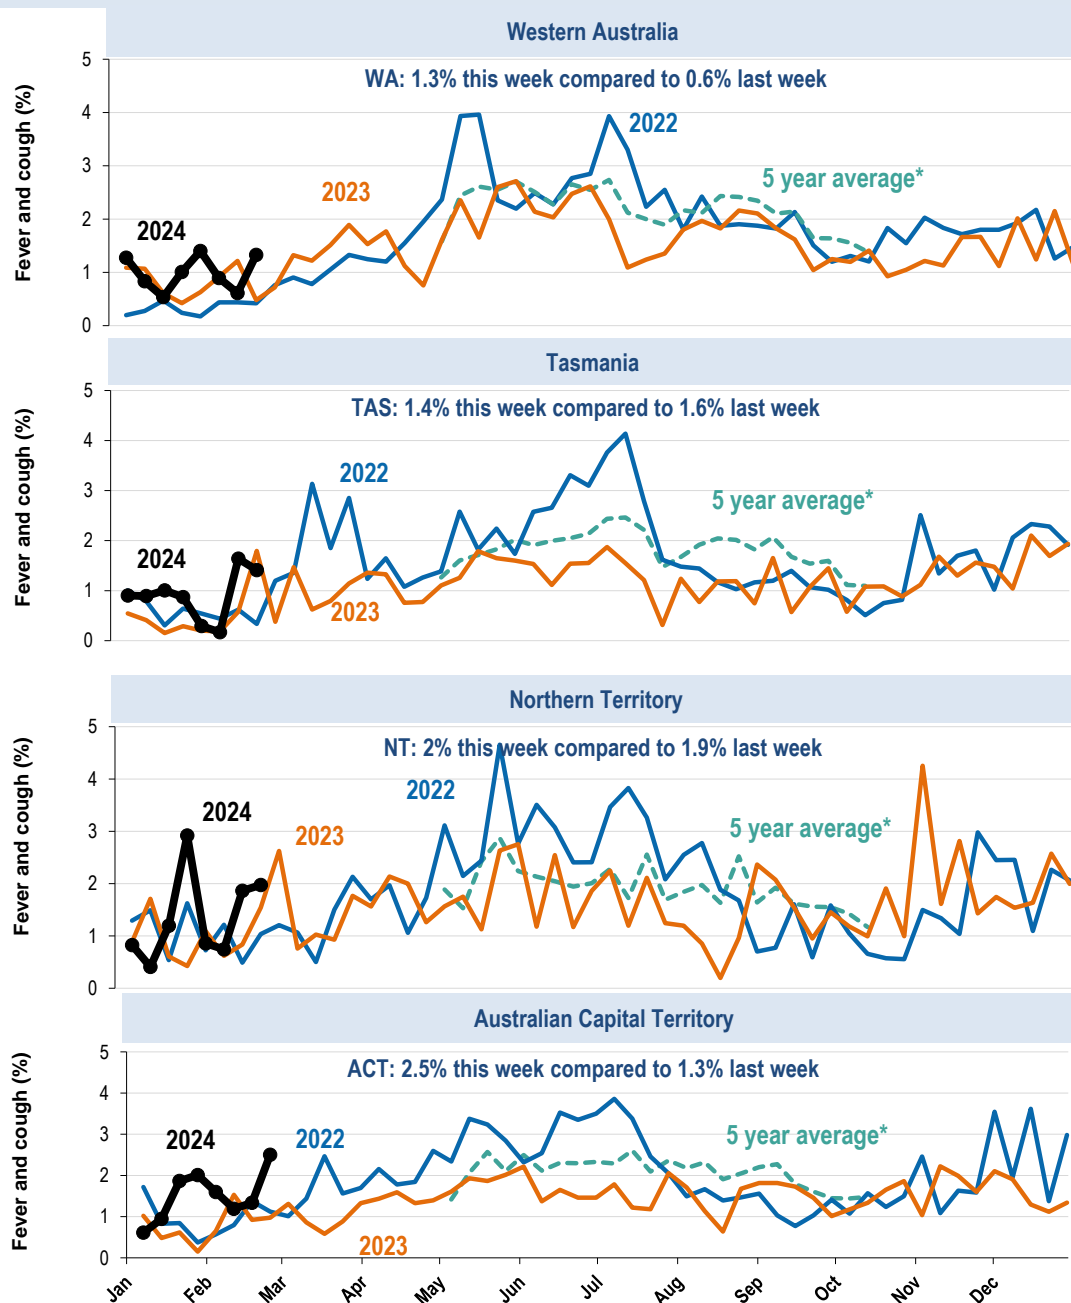 Western Australia
5
WA: 1.3% this week compared to 0.6% last week
4
2022
3
2023
5 year average*
2
2024
1
0
Fever and cough (%)
Tasmania
5
TAS: 1.4% this week compared to 1.6% last week
4
2022
3
5 year average*
2
2024
1
2023
0
Fever and cough (%)
Northern Territory
5
NT: 2% this week compared to 1.9% last week
4
2022
2024
3
2023
5 year average*
2
1
0
Fever and cough (%)
Australian Capital Territory
5
ACT: 2.5% this week compared to 1.3% last week
4
3
2024
2022
5 year average*
2
1
2023
0
Fever and cough (%)
Jan Feb Mar Apr May Jun Jul Aug Sep Oct Nov Dec